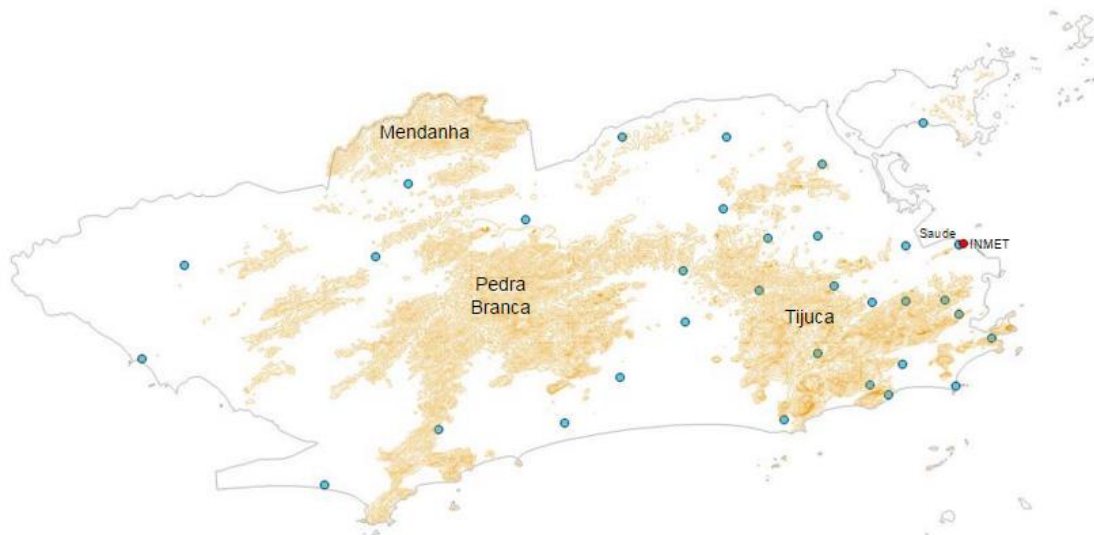 Mendanha
Saude
INMET
Pedra
Branca
Tijuca